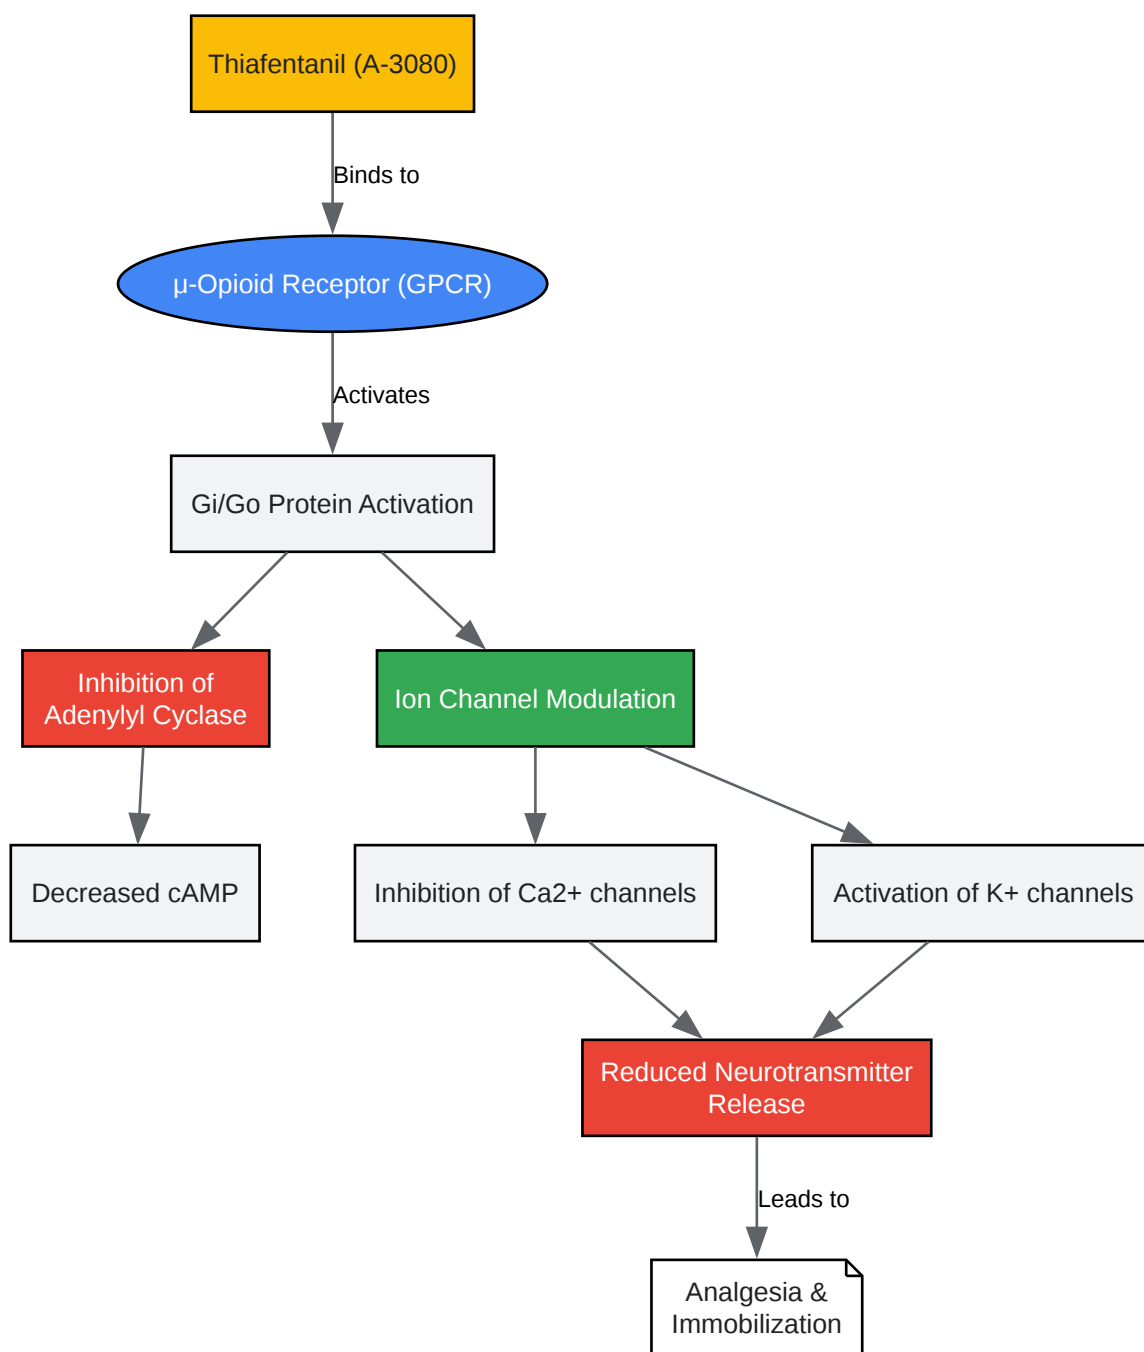 Thiafentanil (A-3080)
Binds to
μ-Opioid Receptor (GPCR)
Activates
Gi/Go Protein Activation
Inhibition of
Adenylyl Cyclase
Ion Channel Modulation
Decreased cAMP
Inhibition of Ca2+ channels
Activation of K+ channels
Reduced Neurotransmitter
Release
Leads to
Analgesia &
Immobilization